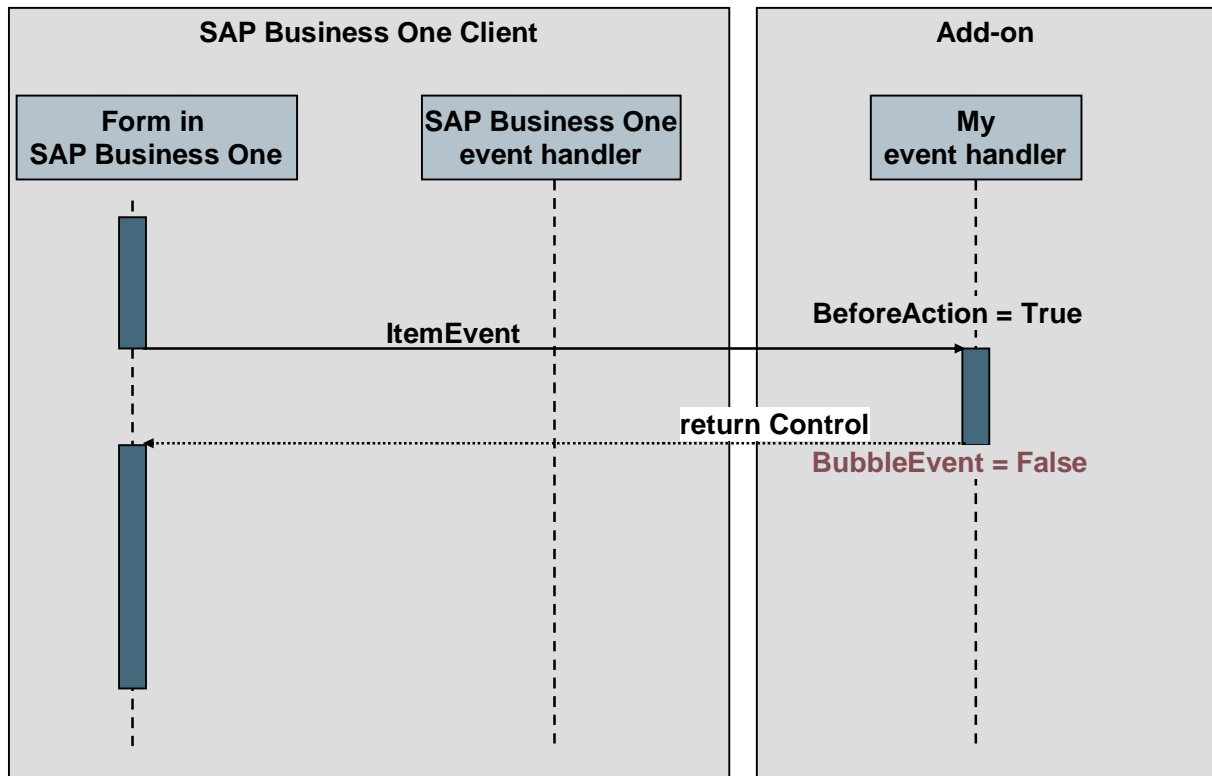 SAP Business One Client
Add-on
Form in
SAP Business One
SAP Business One
event handler
My
event handler
BeforeAction = True
ItemEvent
return Control
BubbleEvent = False